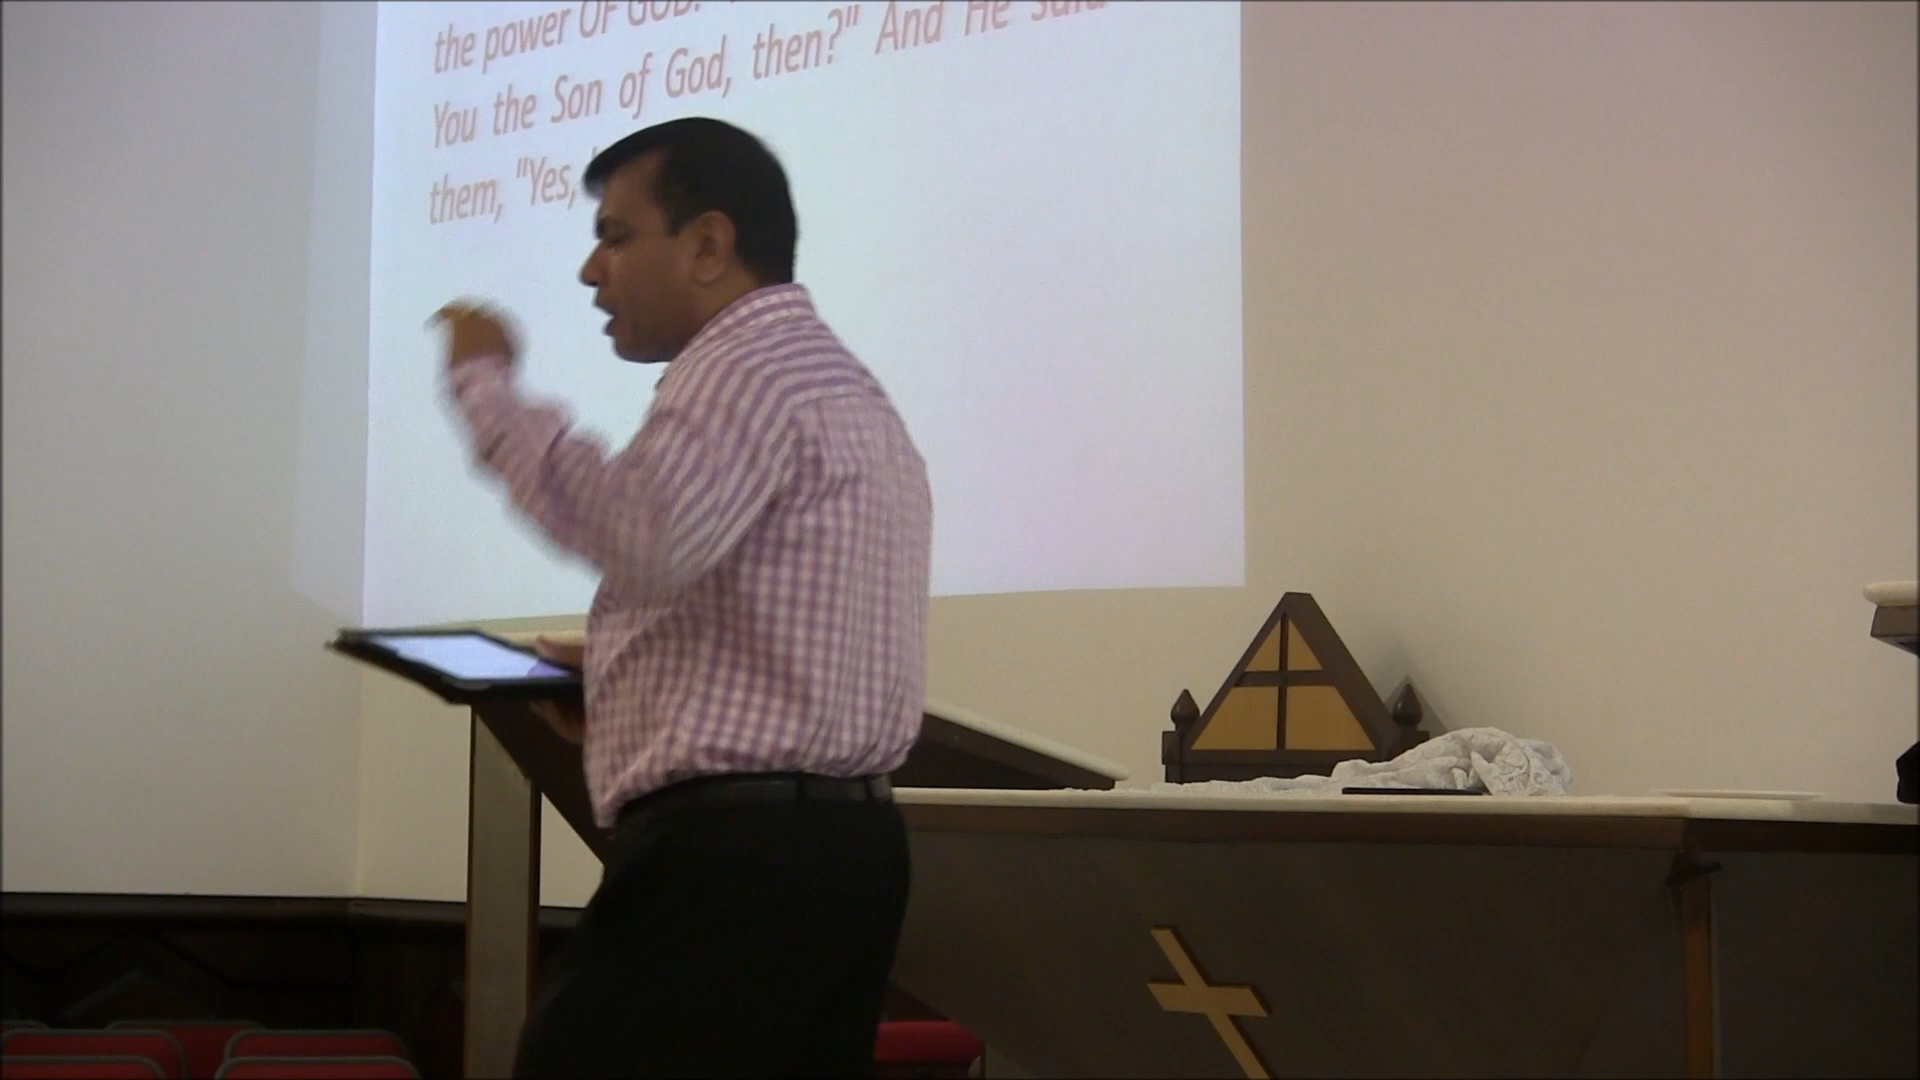 the power OF GOD.
You the Son of God, then?" And He said
them, "Yes,